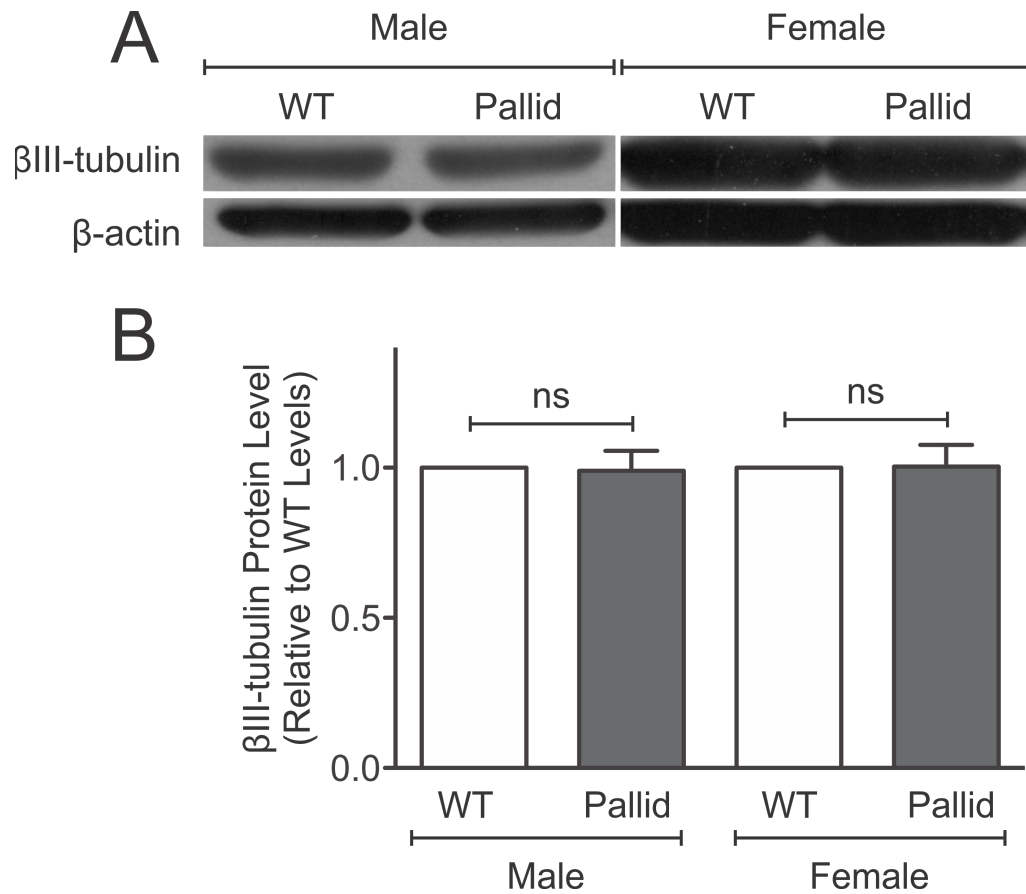 A
Male
Female
WT
Pallid
WT
Pallid
βIII-tubulin
β-actin
B
βIII-tubulin Protein Level
(Relative to WT Levels)
1.0
0.5
0.0
ns
ns
WT
Pallid
WT
Pallid
Male
Female